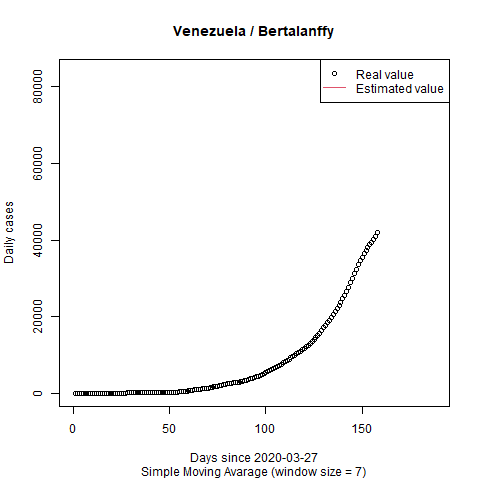 Venezuela / Bertalanffy
Real value
Estimated value
Daily cases
80000
60000
40000
20000
0
0
50
100
150
Days since 2020-03-27
Simple Moving Avarage (window size = 7)